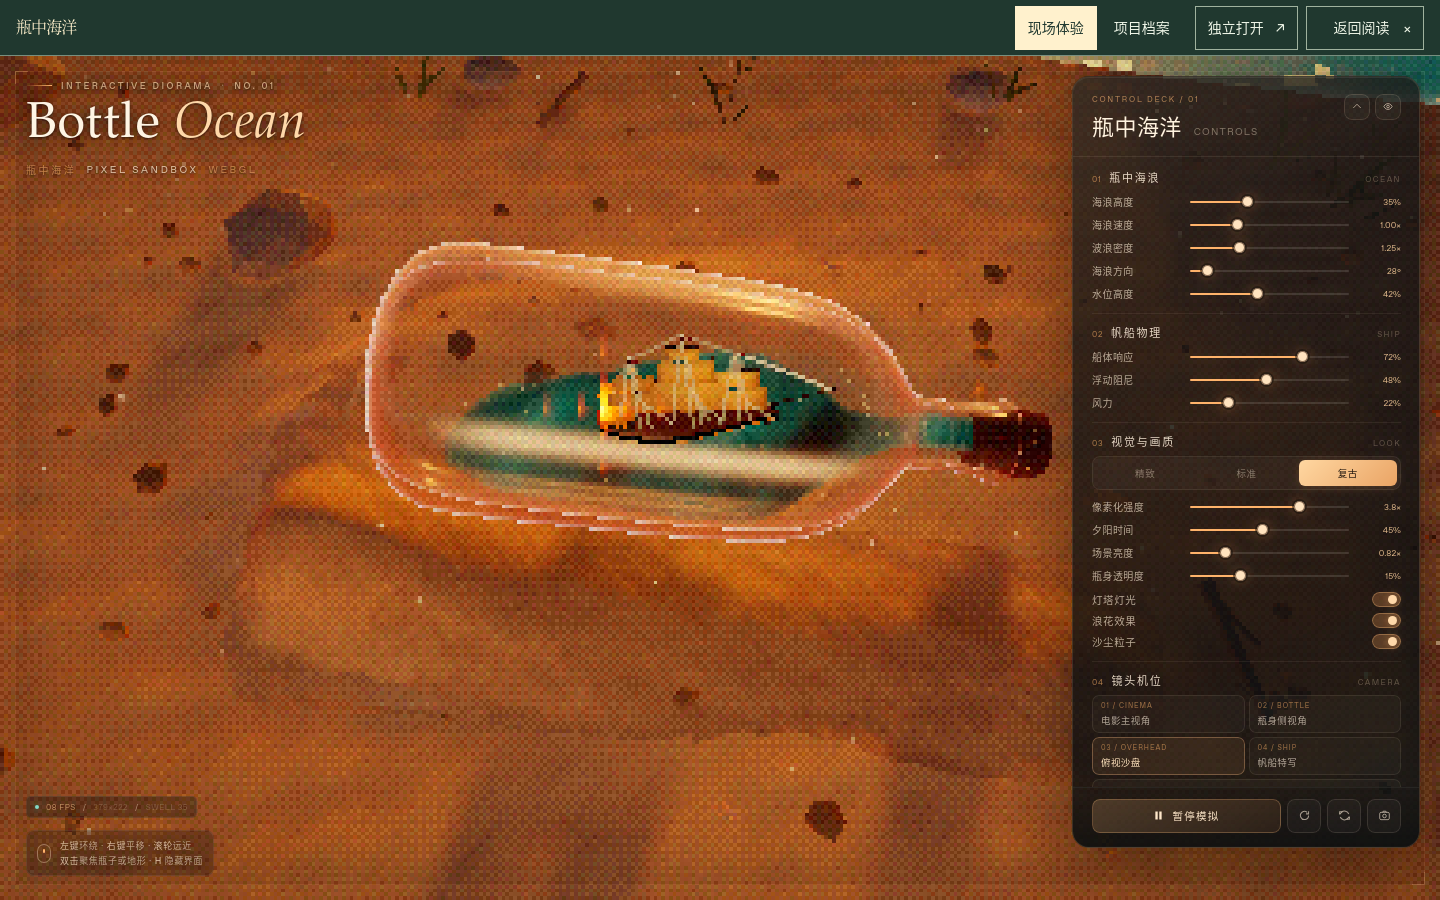 瓶中海洋
现场体验
项目档案
独立打开 ↗
返回阅读 ×
INTERACTIVE DIORAMA · NO. 01
Bottle Ocean
瓶中海洋 PIXEL SANDBOX WEBGL
CONTROL DECK / 01
瓶中海洋 CONTROLS
01 瓶中海浪 OCEAN
海浪高度 35%
海浪速度 1.00×
波浪密度 1.25×
海浪方向 28°
水位高度 42%
02 帆船物理 SHIP
船体响应 72%
浮动阻尼 48%
风力 22%
03 视觉与画质 LOOK
精致 标准 复古
像素化强度 3.8×
夕阳时间 45%
场景亮度 0.82×
瓶身透明度 15%
灯塔灯光
浪花效果
沙尘粒子
04 镜头机位 CAMERA
01 / CINEMA
电影主视角
02 / BOTTLE
瓶身侧视角
03 / OVERHEAD
俯视沙盘
04 / SHIP
帆船特写
暂停模拟
08 FPS / 373×222 / SWELL 35
左键环绕 · 右键平移 · 滚轮远近
双击聚焦瓶子或地形 · H 隐藏界面